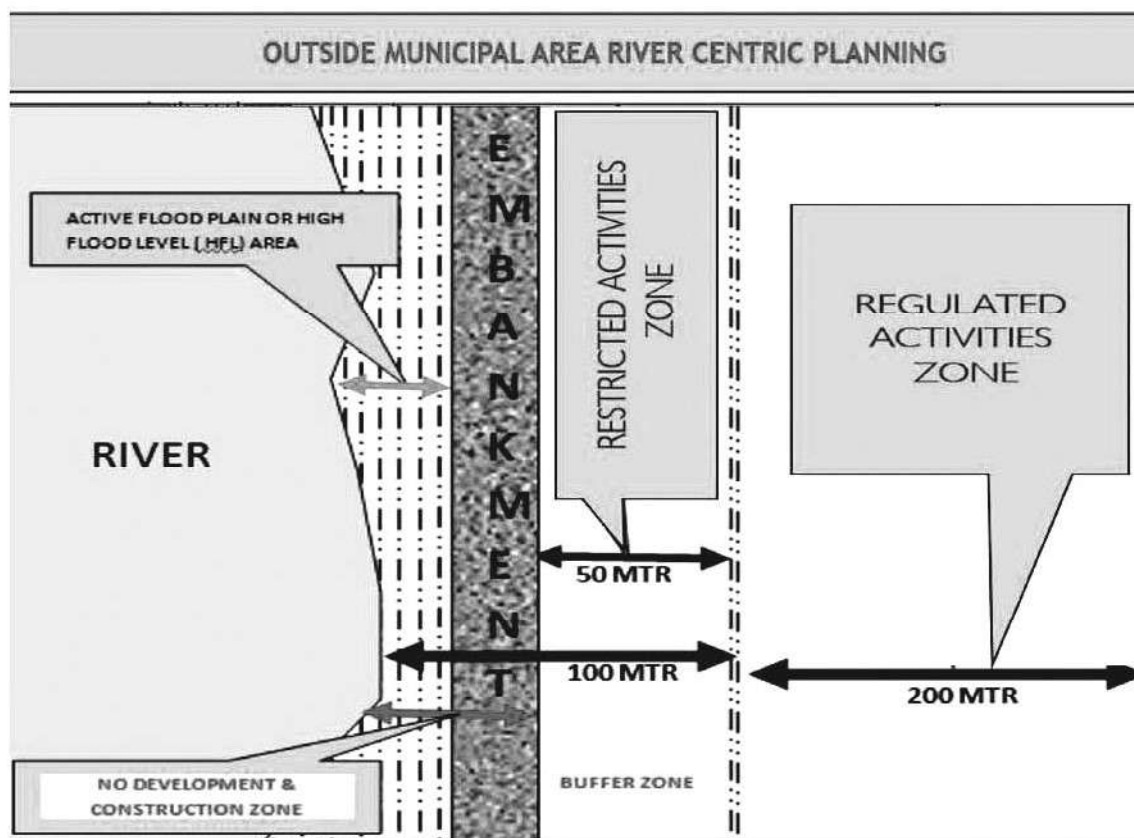 OUTSIDE MUNICIPAL AREA RIVER CENTRIC PLANNING
ACTIVE FLOOD PLAIN OR HIGH
FLOOD LEVEL ( HFL) AREA
RIVER
EMBANKMENT
RESTRICTED ACTIVITIES
ZONE
REGULATED
ACTIVITIES
ZONE
50 MTR
100 MTR
200 MTR
NO DEVELOPMENT &
CONSTRUCTION ZONE
BUFFER ZONE